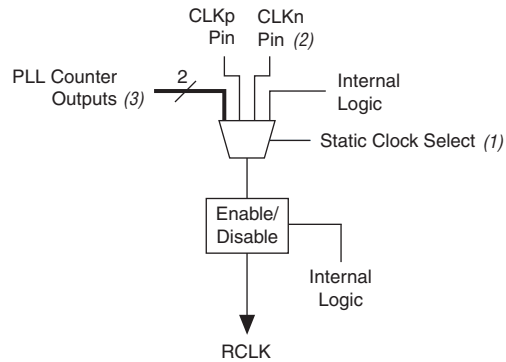 CLKp
Pin
CLKn
Pin (2)
PLL Counter
Outputs (3)
2
Internal
Logic
Static Clock Select (1)
Enable/
Disable
Internal
Logic
RCLK